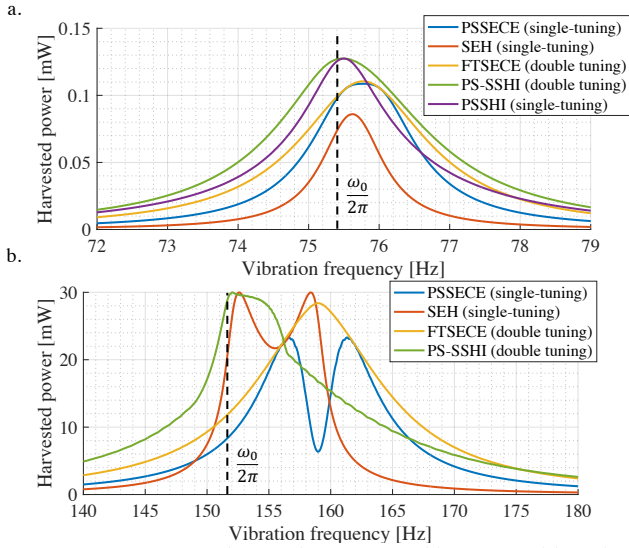 a.
0.15
0.1
0.05
0
Harvested power [mW]
PSSECE (single-tuning)
SEH (single-tuning)
FTSECE (double tuning)
PS-SSHI (double tuning)
PSSHI (single-tuning)
ω₀
2π
72 73 74 75 76 77 78 79
Vibration frequency [Hz]
b.
30
20
10
0
Harvested power [mW]
PSSECE (single-tuning)
SEH (single-tuning)
FTSECE (double tuning)
PS-SSHI (double tuning)
ω₀
2π
140 145 150 155 160 165 170 175 180
Vibration frequency [Hz]